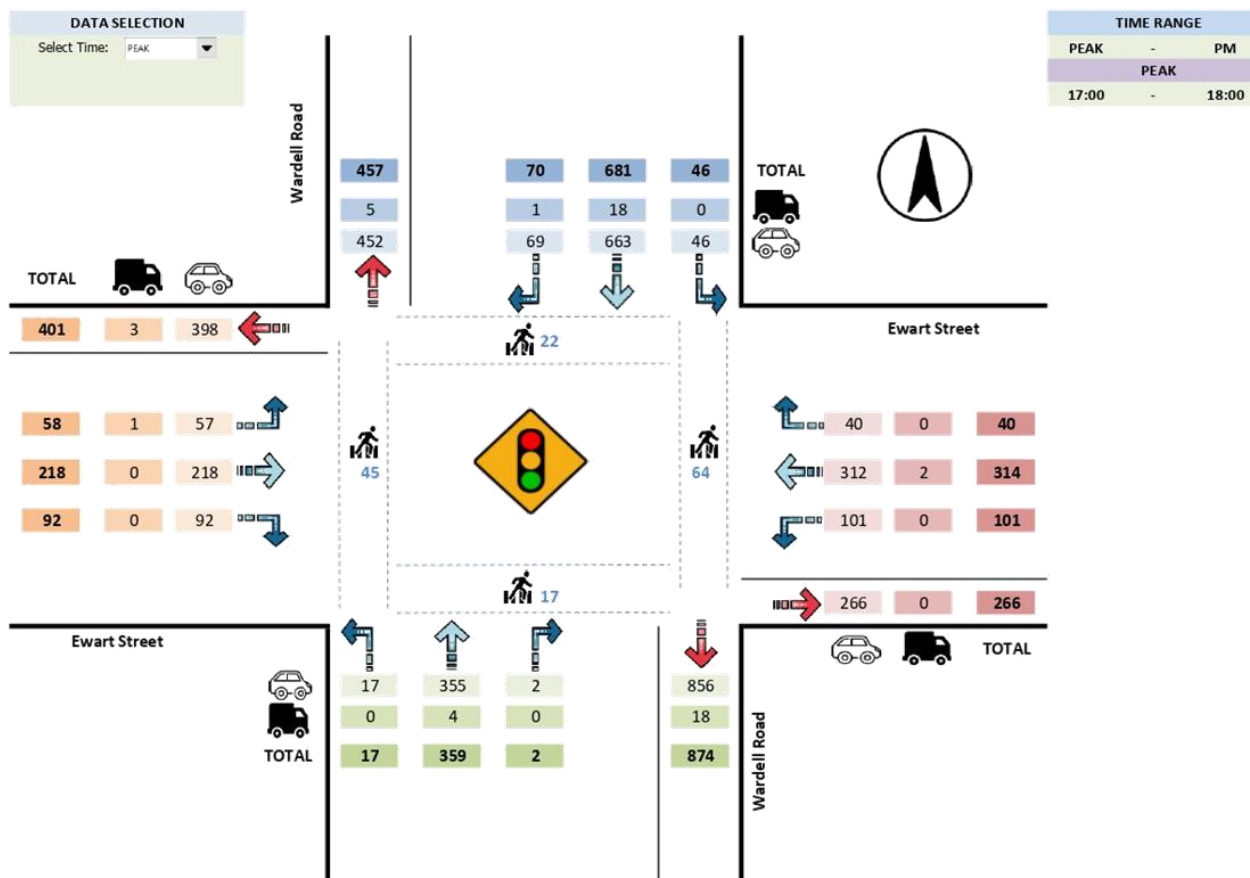 DATA SELECTION
Select Time: PEAK
TIME RANGE
PEAK - PM
PEAK
17:00 - 18:00
Wardell Road
457 70 681 46 TOTAL
5 1 18 0
452 69 663 46
TOTAL
401 3 398
Ewart Street
22
58 1 57
40 0 40
45
64
218 0 218
312 2 314
92 0 92
101 0 101
17
266 0 266
Ewart Street
TOTAL
17 355 2 856
0 4 0 18
TOTAL 17 359 2 874
Wardell Road